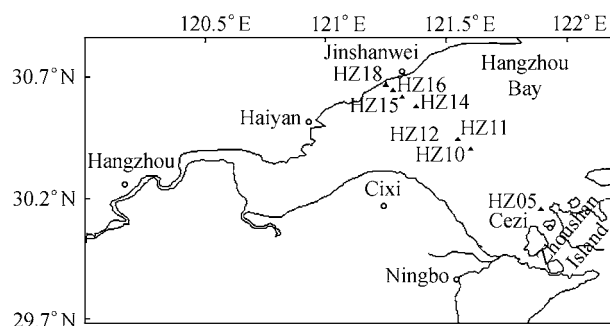 120.5°E 121°E 121.5°E 122°E
30.7°N
30.2°N
29.7°N
Jinshanwei
HZ18 HZ16
HZ15 HZ14
Hangzhou
Bay
Haiyan
HZ12 HZ11
HZ10
Hangzhou
Cixi
HZ05
Cezi
Zhoushan
Island
Ningbo